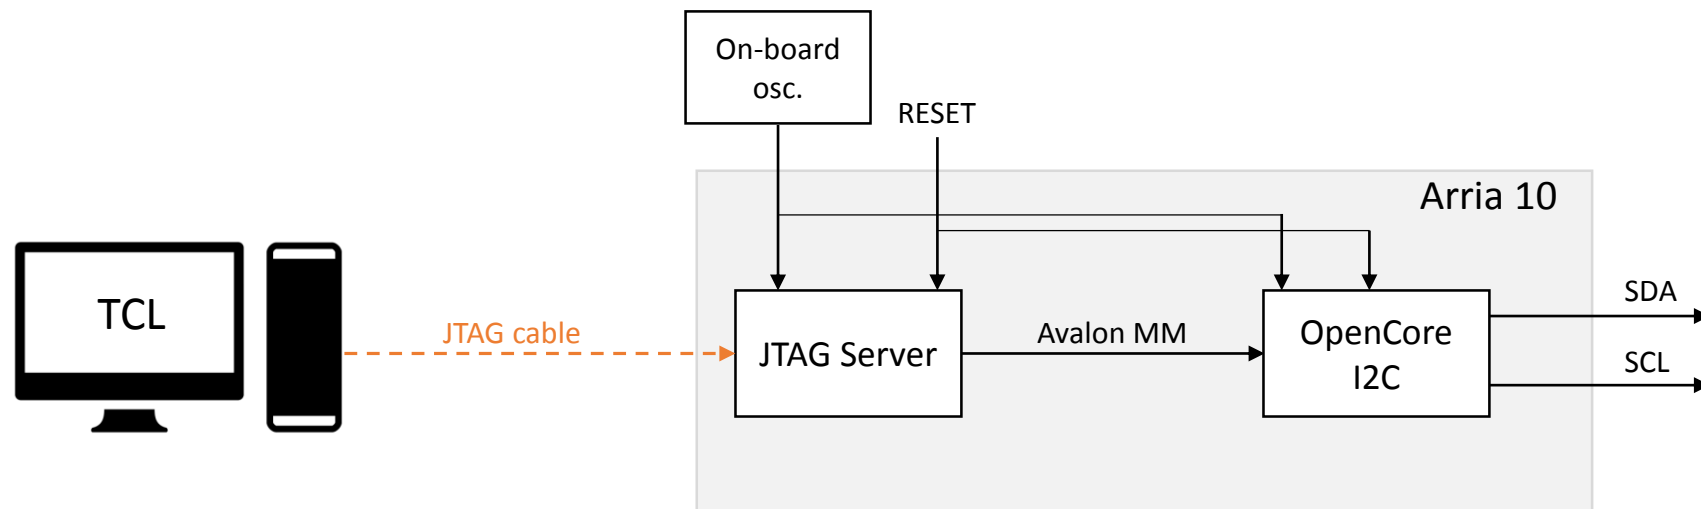 On-board
osc.
RESET
Arria 10
TCL
JTAG cable
JTAG Server
Avalon MM
OpenCore
I2C
SDA
SCL